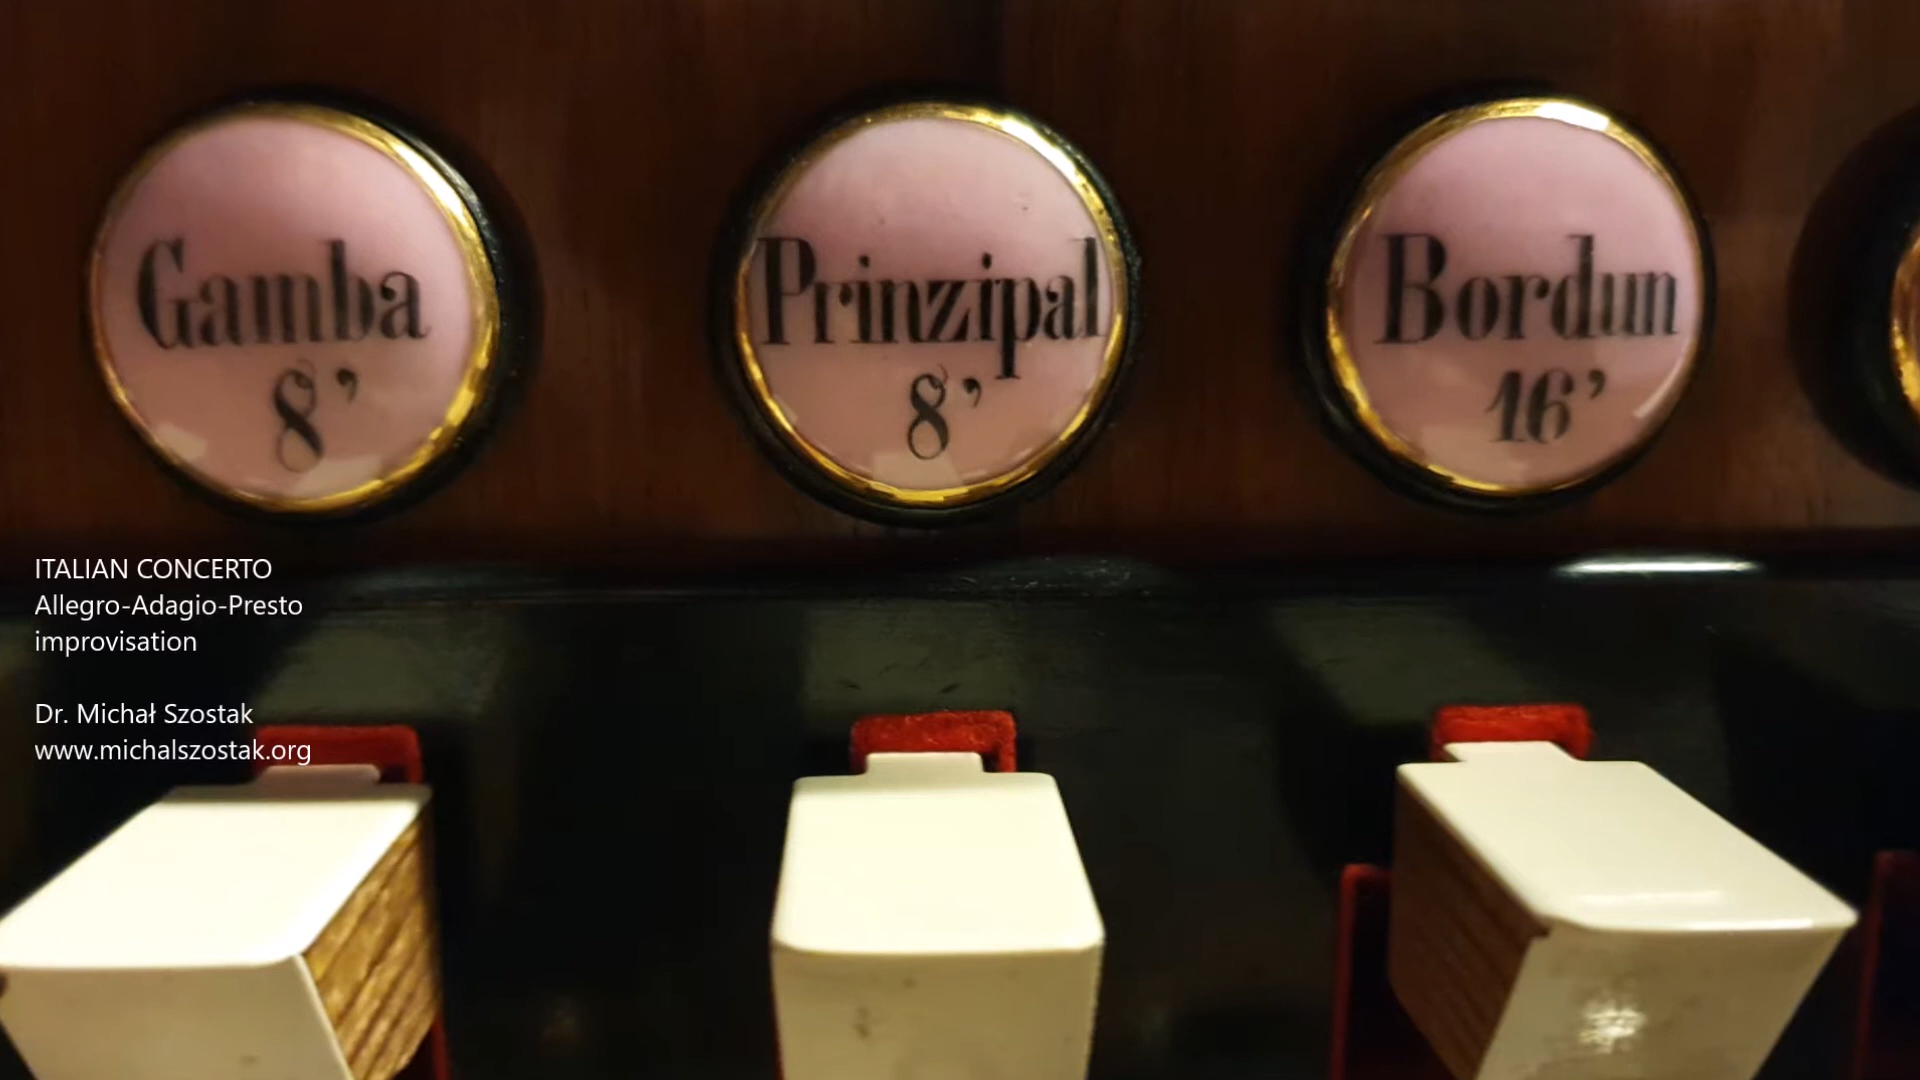 Gamba
8’
Prinzipal
8’
Bordun
16’
ITALIAN CONCERTO
Allegro-Adagio-Presto
improvisation
Dr. Michał Szostak
www.michalszostak.org